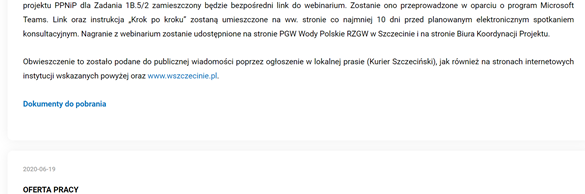 projektu PPNiP dla Zadania 1B.5/2 zamieszczony będzie bezpośredni link do webinarium. Zostanie ono przeprowadzone w oparciu o program Microsoft
Teams. Link oraz instrukcja „Krok po kroku” zostaną umieszczone na ww. stronie co najmniej 10 dni przed planowanym elektronicznym spotkaniem
konsultacyjnym. Nagranie z webinarium zostanie udostępnione na stronie PGW Wody Polskie RZGW w Szczecinie i na stronie Biura Koordynacji Projektu.
Obwieszczenie to zostało podane do publicznej wiadomości poprzez ogłoszenie w lokalnej prasie (Kurier Szczeciński), jak również na stronach internetowych
instytucji wskazanych powyżej oraz www.wszczecinie.pl.
Dokumenty do pobrania
2020-06-19
OFERTA PRACY